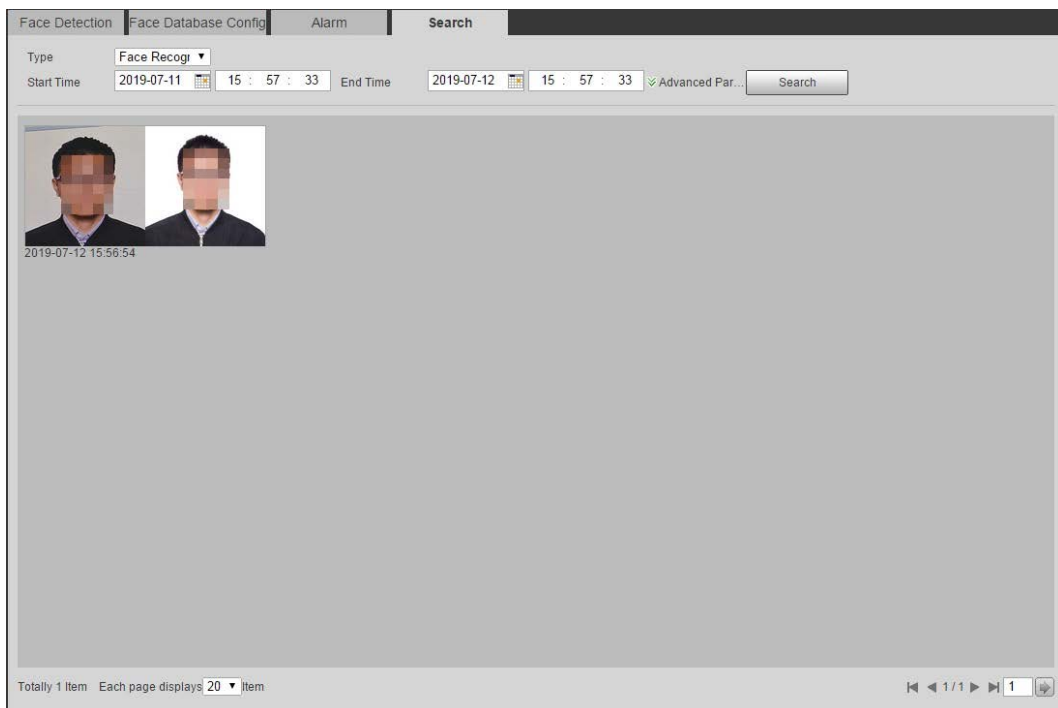 Face Detection Face Database Config Alarm Search
Type Face Recogr
Start Time 2019-07-11 15 : 57 : 33 End Time 2019-07-12 15 : 57 : 33 Advanced Par... Search
2019-07-12 15:56:54
Totally 1 Item Each page displays 20 Item 1/1 1